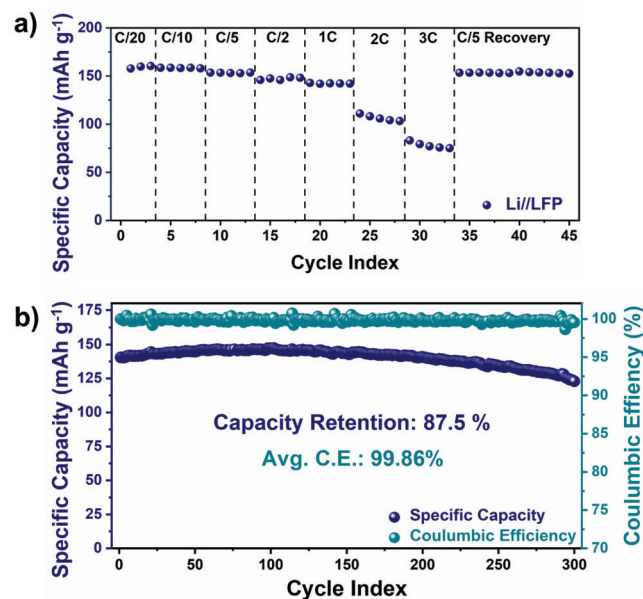 a)
C/20 C/10 C/5 C/2 1C 2C 3C C/5 Recovery
Specific Capacity (mAh g⁻¹)
200
150
100
50
0
Li//LFP
0 5 10 15 20 25 30 35 40 45
Cycle Index
b)
Specific Capacity (mAh g⁻¹)
175
150
125
100
75
50
25
0
Capacity Retention: 87.5 %
Avg. C.E.: 99.86%
Specific Capacity
Coulumbic Efficiency
100
95
90
85
80
75
70
Coulumbic Effiency (%)
0 50 100 150 200 250 300
Cycle Index